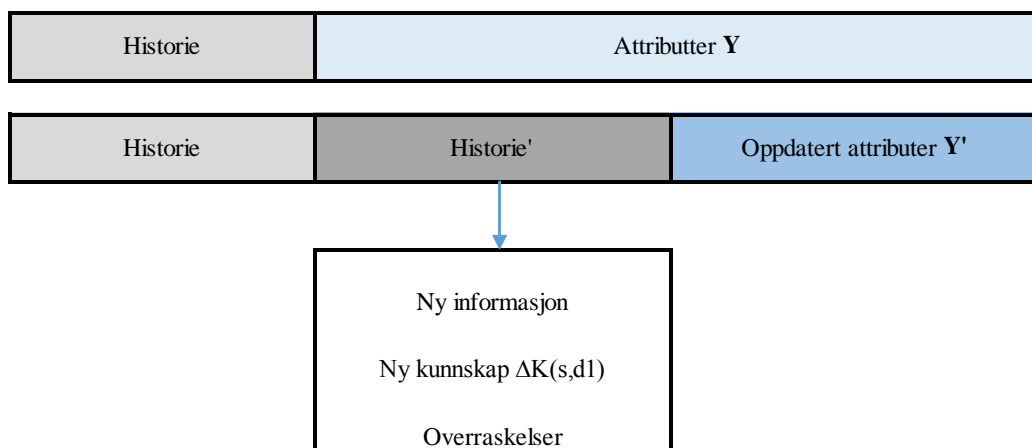 Historie
Attributter Y
Historie
Historie'
Oppdatert attributer Y'
Ny informasjon
Ny kunnskap ΔK(s,d1)
Overraskelser